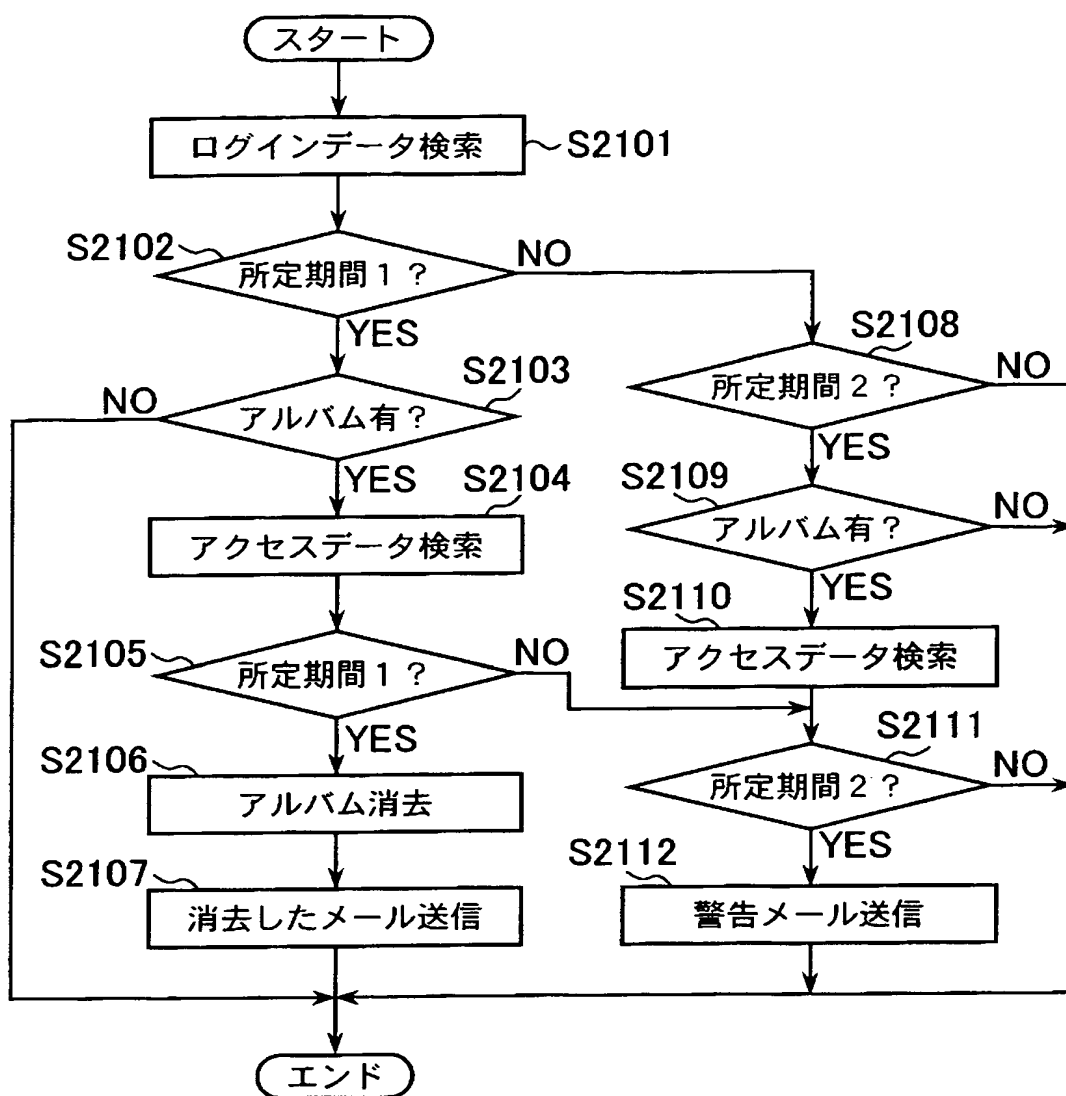 スタート
ログインデータ検索
S2101
S2102
所定期間1?
NO
YES
S2103
アルバム有?
NO
YES
S2104
アクセスデータ検索
S2105
所定期間1?
NO
YES
S2106
アルバム消去
S2107
消去したメール送信
S2108
所定期間2?
NO
YES
S2109
アルバム有?
NO
YES
S2110
アクセスデータ検索
S2111
所定期間2?
NO
YES
S2112
警告メール送信
エンド